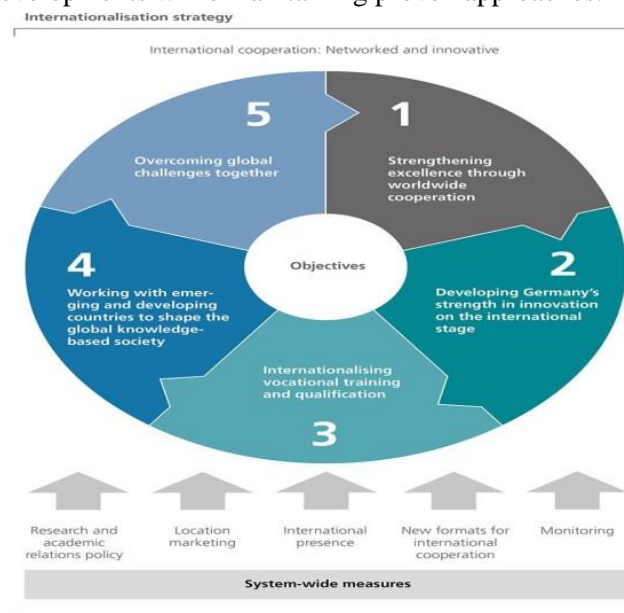 Internationalisation strategy
International cooperation: Networked and innovative
5
Overcoming global
challenges together
1
Strengthening
excellence through
worldwide
cooperation
Objectives
4
Working with emer-
ging and developing
countries to shape the
global knowledge-
based society
2
Developing Germany's
strength in innovation
on the international
stage
Internationalising
vocational training
and qualification
3
Research and
academic
relations policy
Location
marketing
International
presence
New formats for
international
cooperation
Monitoring
System-wide measures